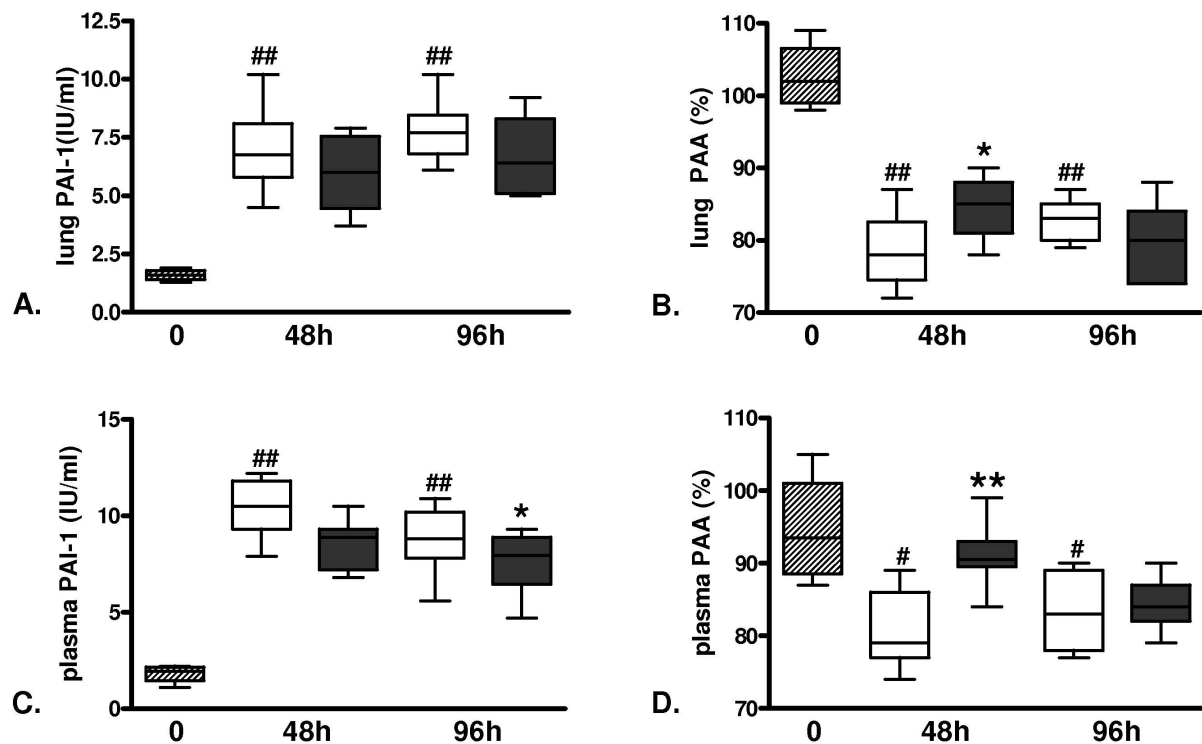 lung PAI-1(IU/ml)
12.5
10.0
7.5
5.0
2.5
0.0
## ##
0 48h 96h
A.
lung PAA (%)
110
100
90
80
70
## * ##
0 48h 96h
B.
plasma PAI-1 (IU/ml)
15
10
5
0
## ## *
0 48h 96h
C.
plasma PAA (%)
110
100
90
80
70
# ** #
0 48h 96h
D.